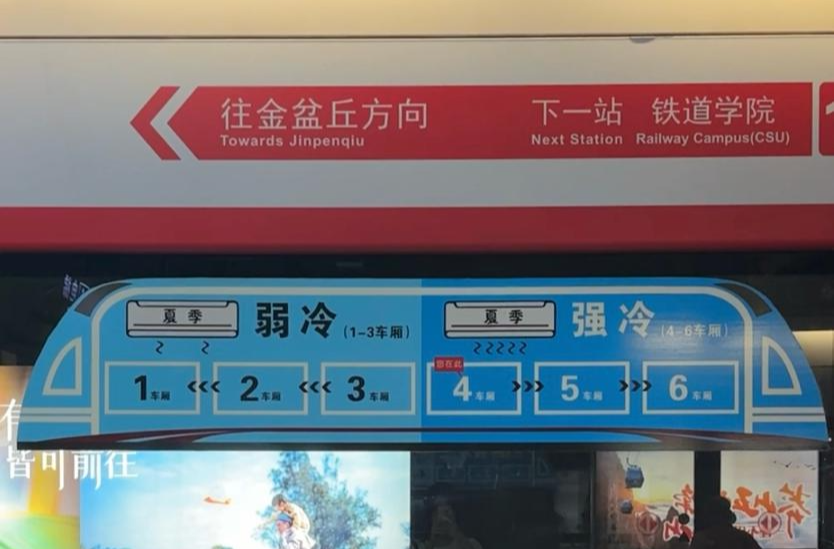 往金盆丘方向
Towards Jinpenqiu
下一站 铁道学院
Next Station Railway Campus(CSU)
夏季 弱冷 (1-3车厢)
夏季 强冷 (4-6车厢)
1车厢 <<< 2车厢 <<< 3车厢
您在此
4车厢 >>> 5车厢 >>> 6车厢
皆可前往